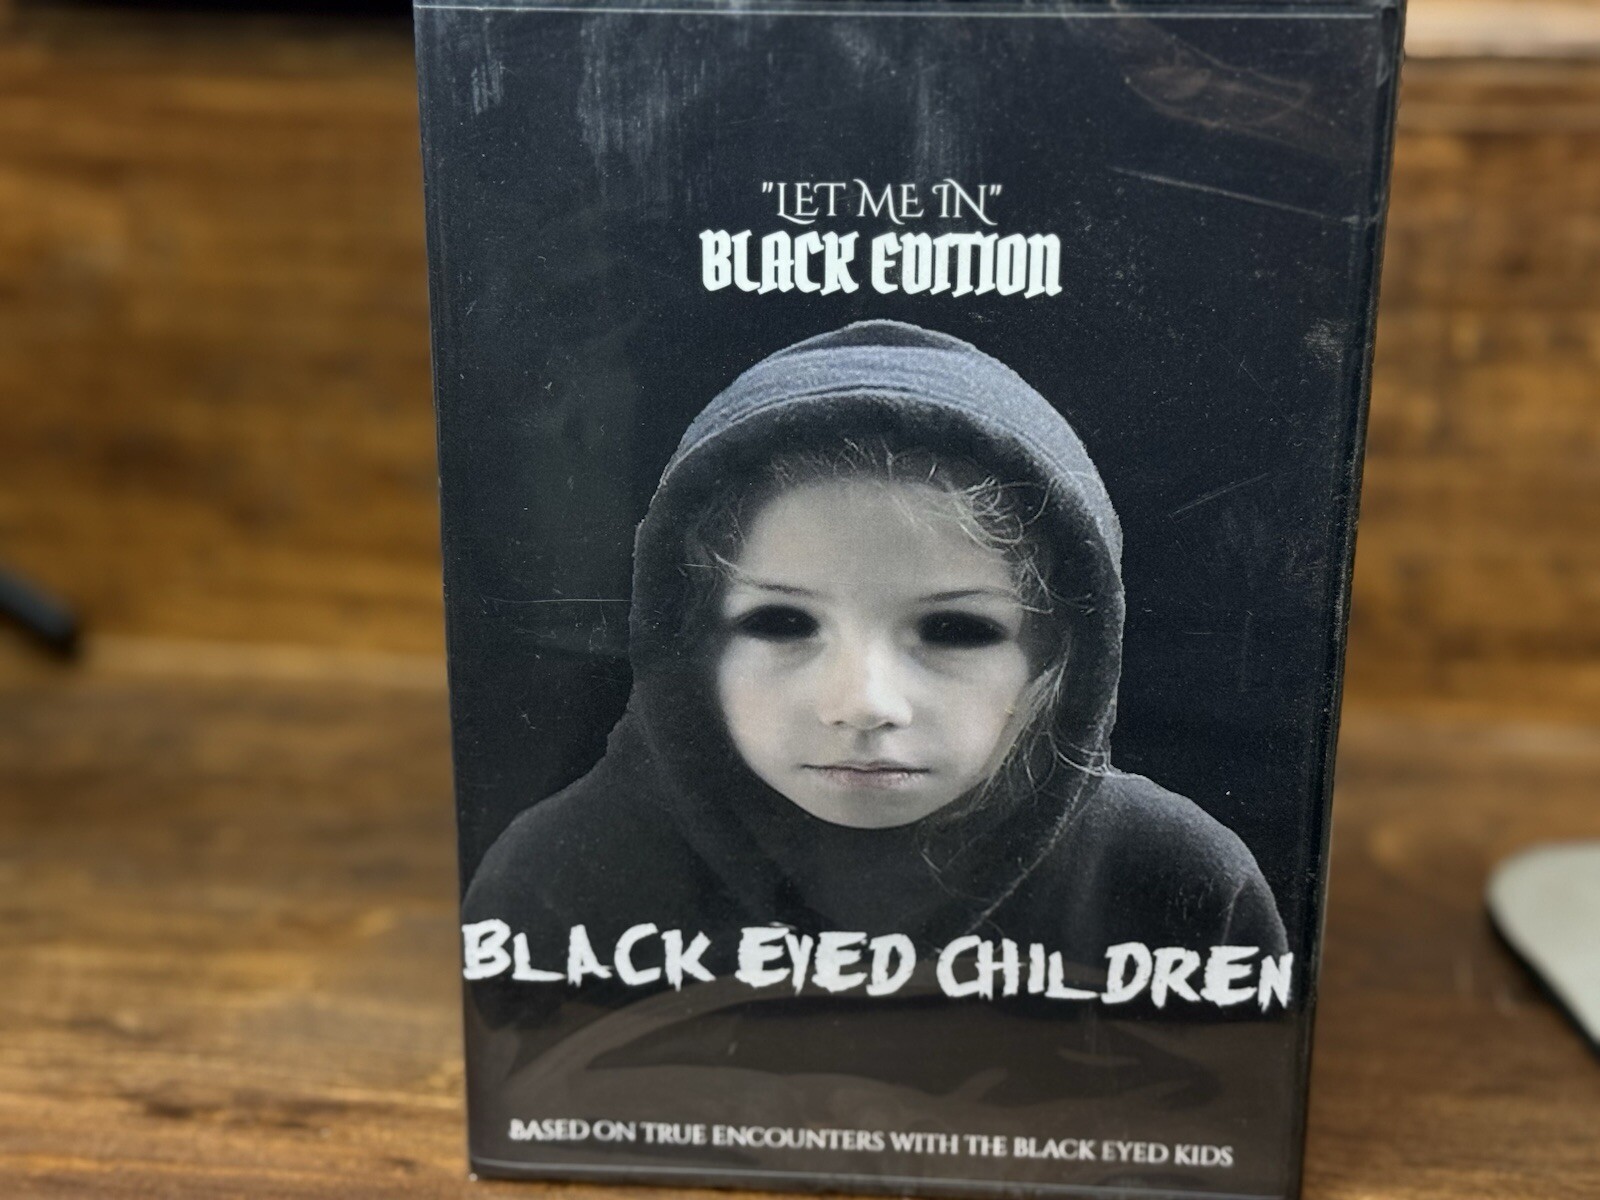 "LET ME IN"
BLACK EDITION
BLACK EYED CHILDREN
BASED ON TRUE ENCOUNTERS WITH THE BLACK EYED KIDS